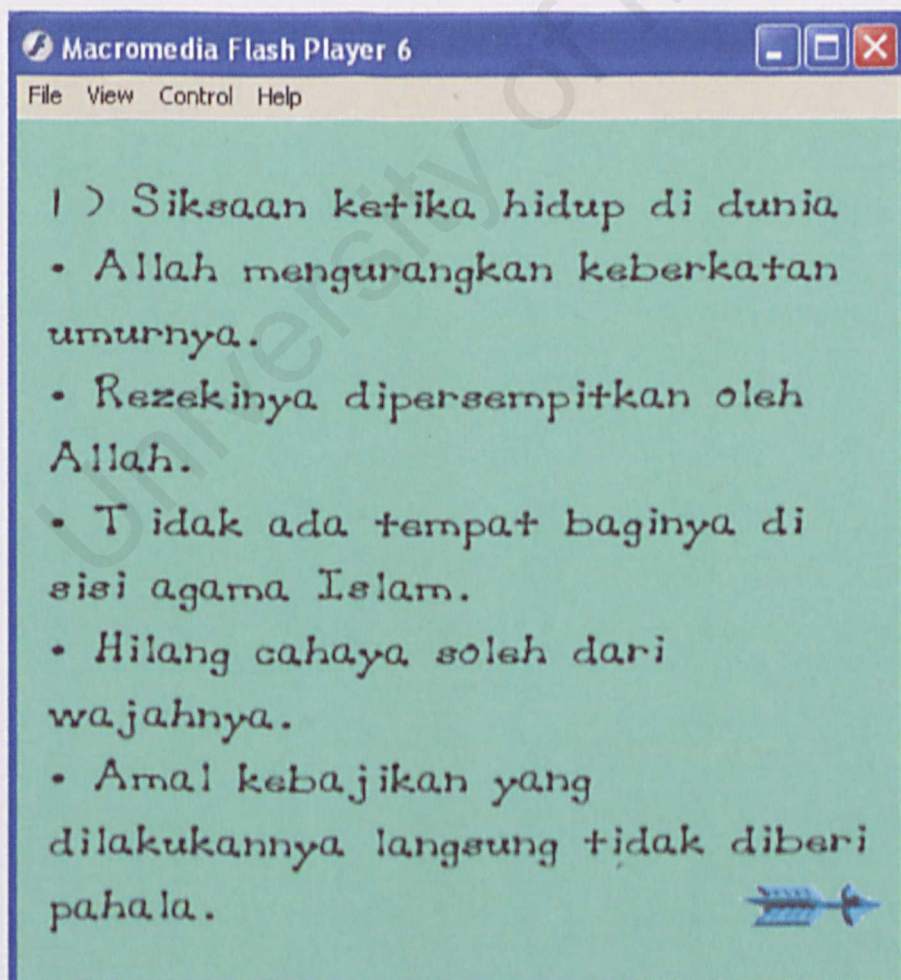 Macromedia Flash Player 6
File View Control Help
1) Siksaan ketika hidup di dunia
• Allah mengurangkan keberkatan
umurnya.
• Rezekinya dipersempitkan oleh
Allah.
• T idak ada tempat baginya di
sisi agama Islam.
• Hilang cahaya soleh dari
wajahnya.
• Amal kebajikan yang
dilakukannya langsung tidak diberi
pahala.
University of